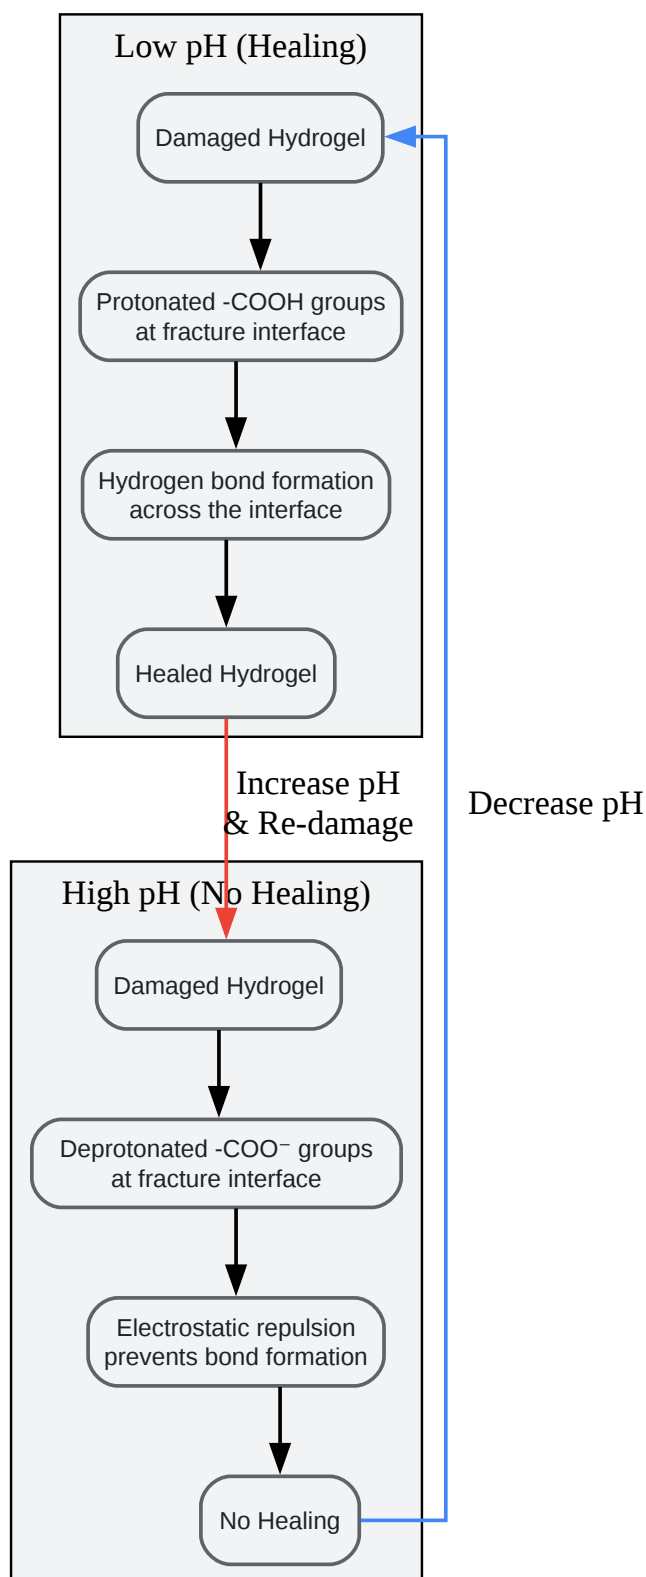 Low pH (Healing)
Damaged Hydrogel
Protonated -COOH groups
at fracture interface
Hydrogen bond formation
across the interface
Healed Hydrogel
Increase pH
& Re-damage
Decrease pH
High pH (No Healing)
Damaged Hydrogel
Deprotonated -COO⁻ groups
at fracture interface
Electrostatic repulsion
prevents bond formation
No Healing